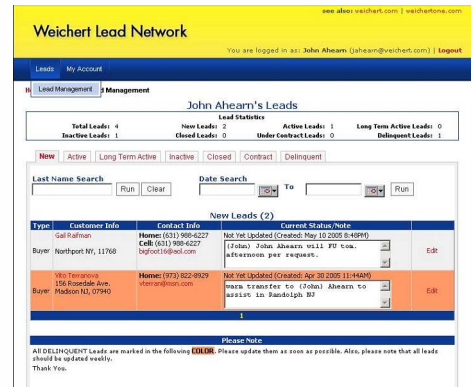 see also: weichert.com | weichertone.com
Weichert Lead Network
You are logged in as: John Ahearn (jahearn@weichert.com) | Logout
Leads My Account
Lead Management
Management
John Ahearn's Leads
Lead Statistics
Total Leads: 4 New Leads: 2 Active Leads: 1 Long Term Active Leads: 0
Inactive Leads: 1 Closed Leads: 0 Under Contract Leads: 0 Delinquent Leads: 1
New Active Long Term Active Inactive Closed Contract Delinquent
Last Name Search Date Search
Run Clear To Run
New Leads (2)
Type Customer Info Contact Info Current Status/Note
Gail Raifman Home: (631) 988-6227 Not Yet Updated (Created: May 10 2005 8:48PM)
Buyer Northport NY, 11768 Cell: (631) 988-6227 (John) John Ahearn will FU tom. Edit
bigfoot16@aol.com afternoon per request.
Vito Terranova Home: (973) 822-8929 Not Yet Updated (Created: Apr 30 2005 11:44AM)
Buyer 156 Rosedale Ave. vterran@msn.com warm transfer to (John) Ahearn to Edit
Madison NJ, 07940 assist in Randolph NJ
1
Please Note
All DELINQUENT Leads are marked in the following COLOR. Please update them as soon as possible. Also, please note that all leads
should be updated weekly.
Thank You.